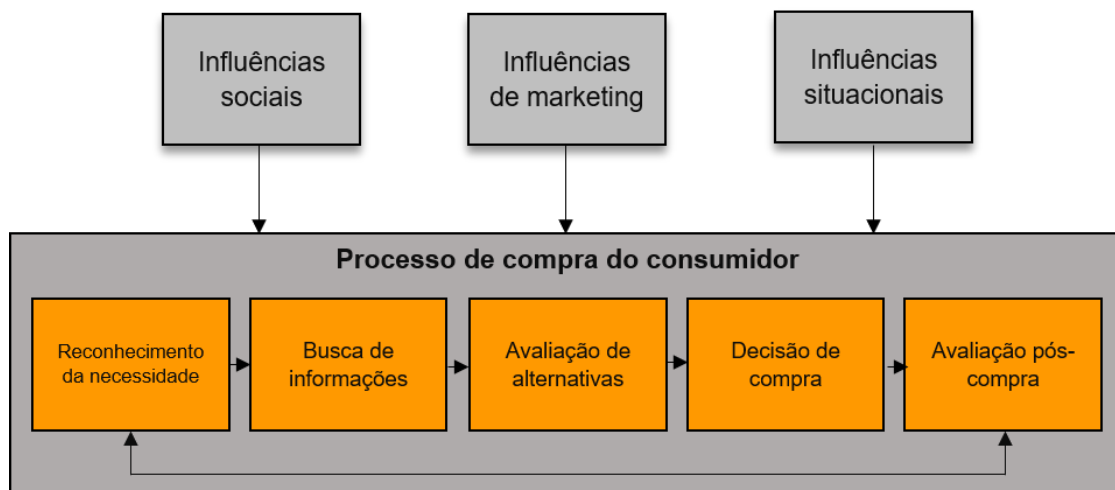 Influências
sociais
Influências
de marketing
Influências
situacionais
Processo de compra do consumidor
Reconhecimento
da necessidade
Busca de
informações
Avaliação de
alternativas
Decisão de
compra
Avaliação pós-
compra